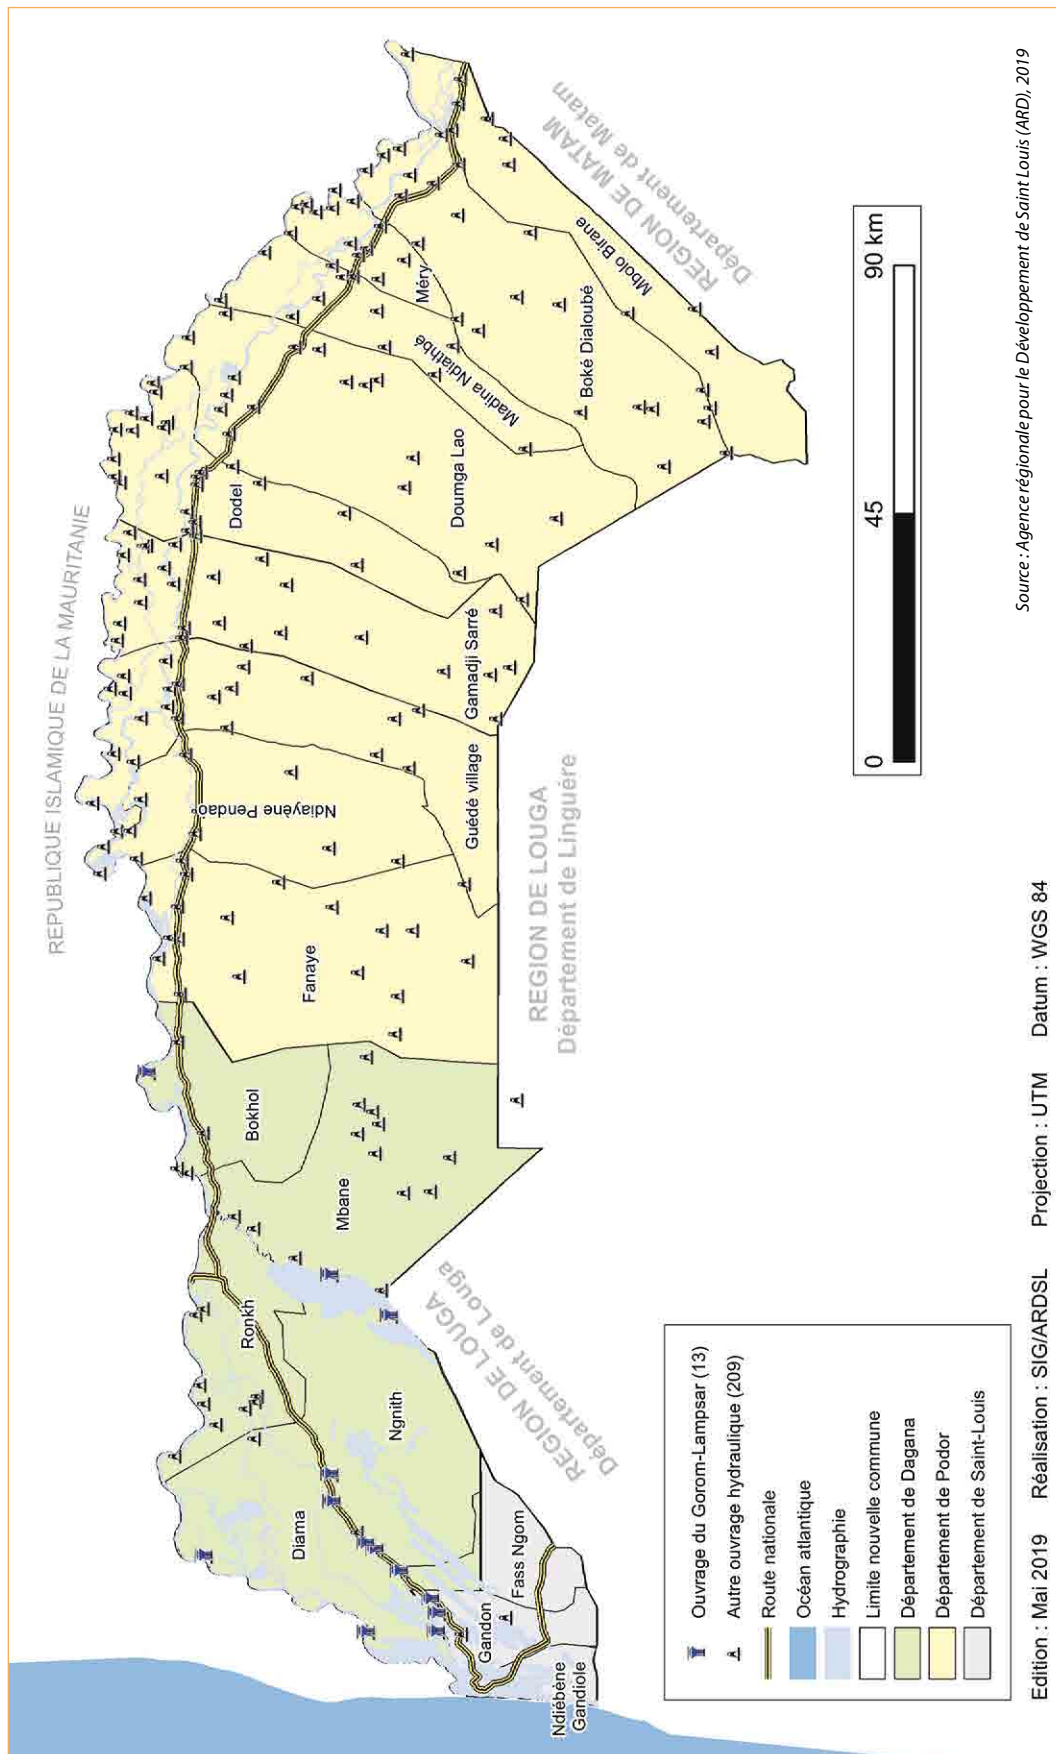 REPUBLIQUE ISLAMIQUE DE LA MAURITANIE
REGION DE MATAM
Département de Matam
REGION DE LOUGA
Département de Linguère
REGION DE LOUGA
Département de Louga
Diama
Ronkh
Ngnith
Mbane
Bokhol
Fanaye
Ndiayène Pendao
Guédé village
Gamadji Sarré
Dodel
Doumga Lao
Madina Ndiathbé
Méry
Boké Dialoubé
Mbolo Birane
Gandon
Fass Ngom
Ndiébène
Gandiole
Ouvrage du Gorom-Lampsar (13)
Autre ouvrage hydraulique (209)
Route nationale
Océan atlantique
Hydrographie
Limite nouvelle commune
Département de Dagana
Département de Podor
Département de Saint-Louis
0 45 90 km
Edition : Mai 2019 Réalisation : SIG/ARDSL Projection : UTM Datum : WGS 84
Source : Agence régionale pour le Développement de Saint Louis (ARD), 2019